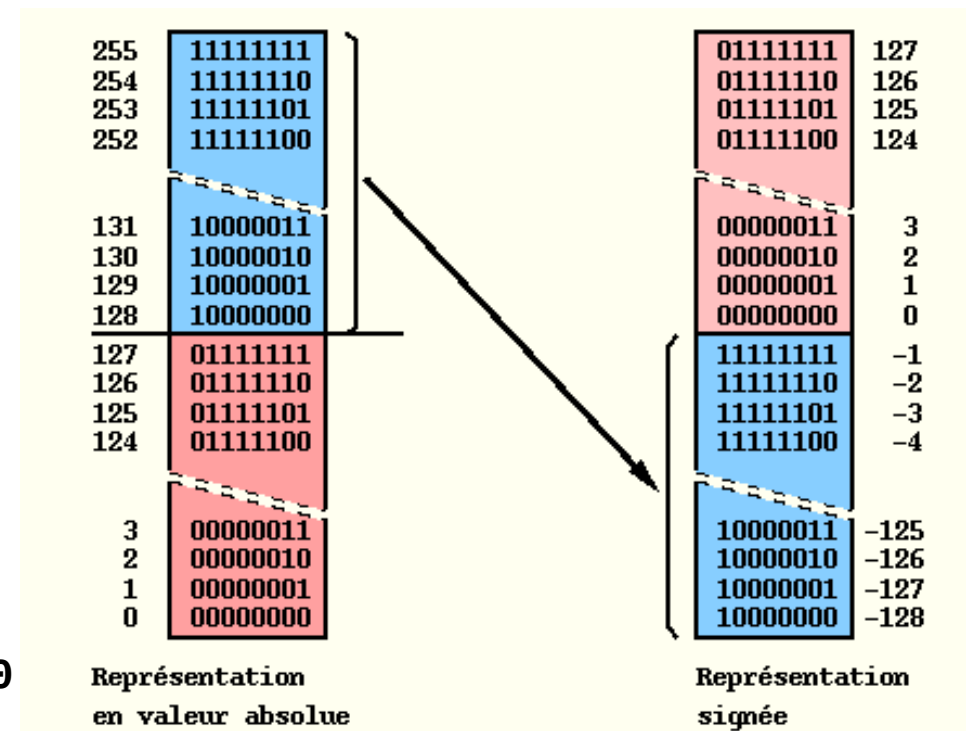 255 11111111 01111111 127
254 11111110 01111110 126
253 11111101 01111101 125
252 11111100 01111100 124
131 10000011 00000011 3
130 10000010 00000010 2
129 10000001 00000001 1
128 10000000 00000000 0
127 01111111 11111111 -1
126 01111110 11111110 -2
125 01111101 11111101 -3
124 01111100 11111100 -4
3 00000011 10000011 -125
2 00000010 10000010 -126
1 00000001 10000001 -127
0 00000000 10000000 -128
0
Représentation Représentation
en valeur absolue signée